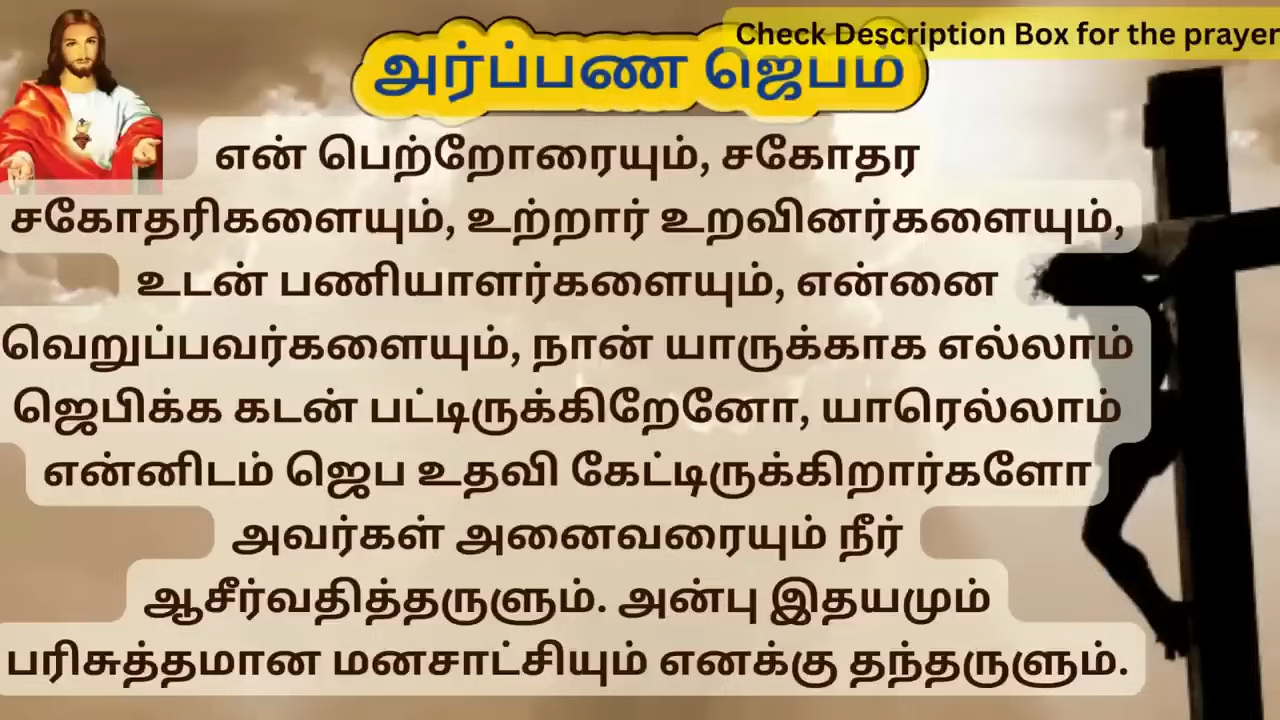 Check Description Box for the prayer
அர்ப்பண ஜெபம்
என் பெற்றோரையும், சகோதர
சகோதரிகளையும், உற்றார் உறவினர்களையும்,
உடன் பணியாளர்களையும், என்னை
வெறுப்பவர்களையும், நான் யாருக்காக எல்லாம்
ஜெபிக்க கடன் பட்டிருக்கிறேனோ, யாரெல்லாம்
என்னிடம் ஜெப உதவி கேட்டிருக்கிறார்களோ
அவர்கள் அனைவரையும் நீர்
ஆசீர்வதித்தருளும். அன்பு இதயமும்
பரிசுத்தமான மனசாட்சியும் எனக்கு தந்தருளும்.